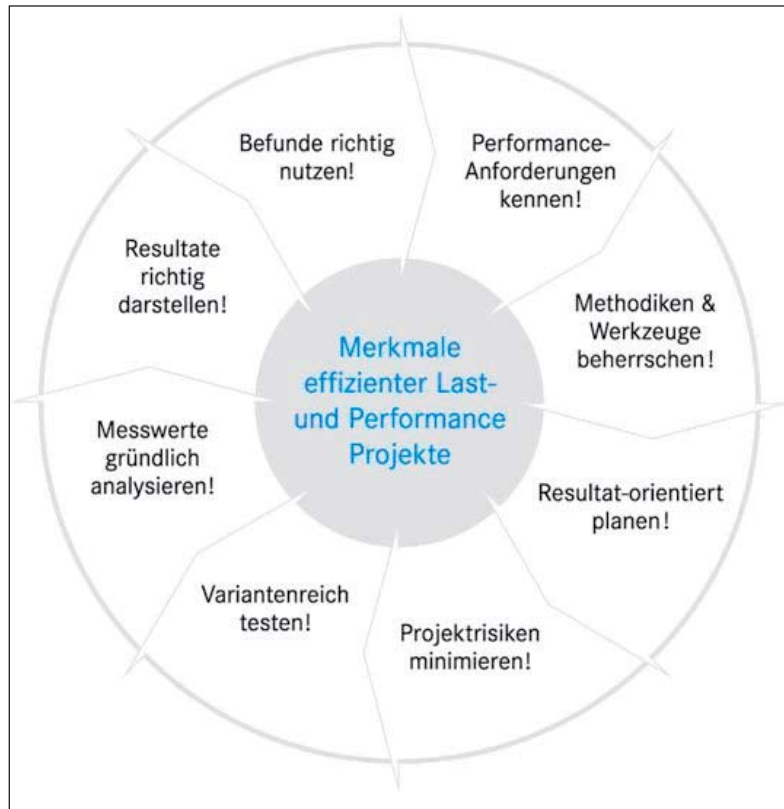 Merkmale
effizienter Last-
und Performance
Projekte
Performance-
Anforderungen
kennen!
Methodiken &
Werkzeuge
beherrschen!
Resultat-orientiert
planen!
Projektrisiken
minimieren!
Variantenreich
testen!
Messwerte
gründlich
analysieren!
Resultate
richtig
darstellen!
Befunde richtig
nutzen!